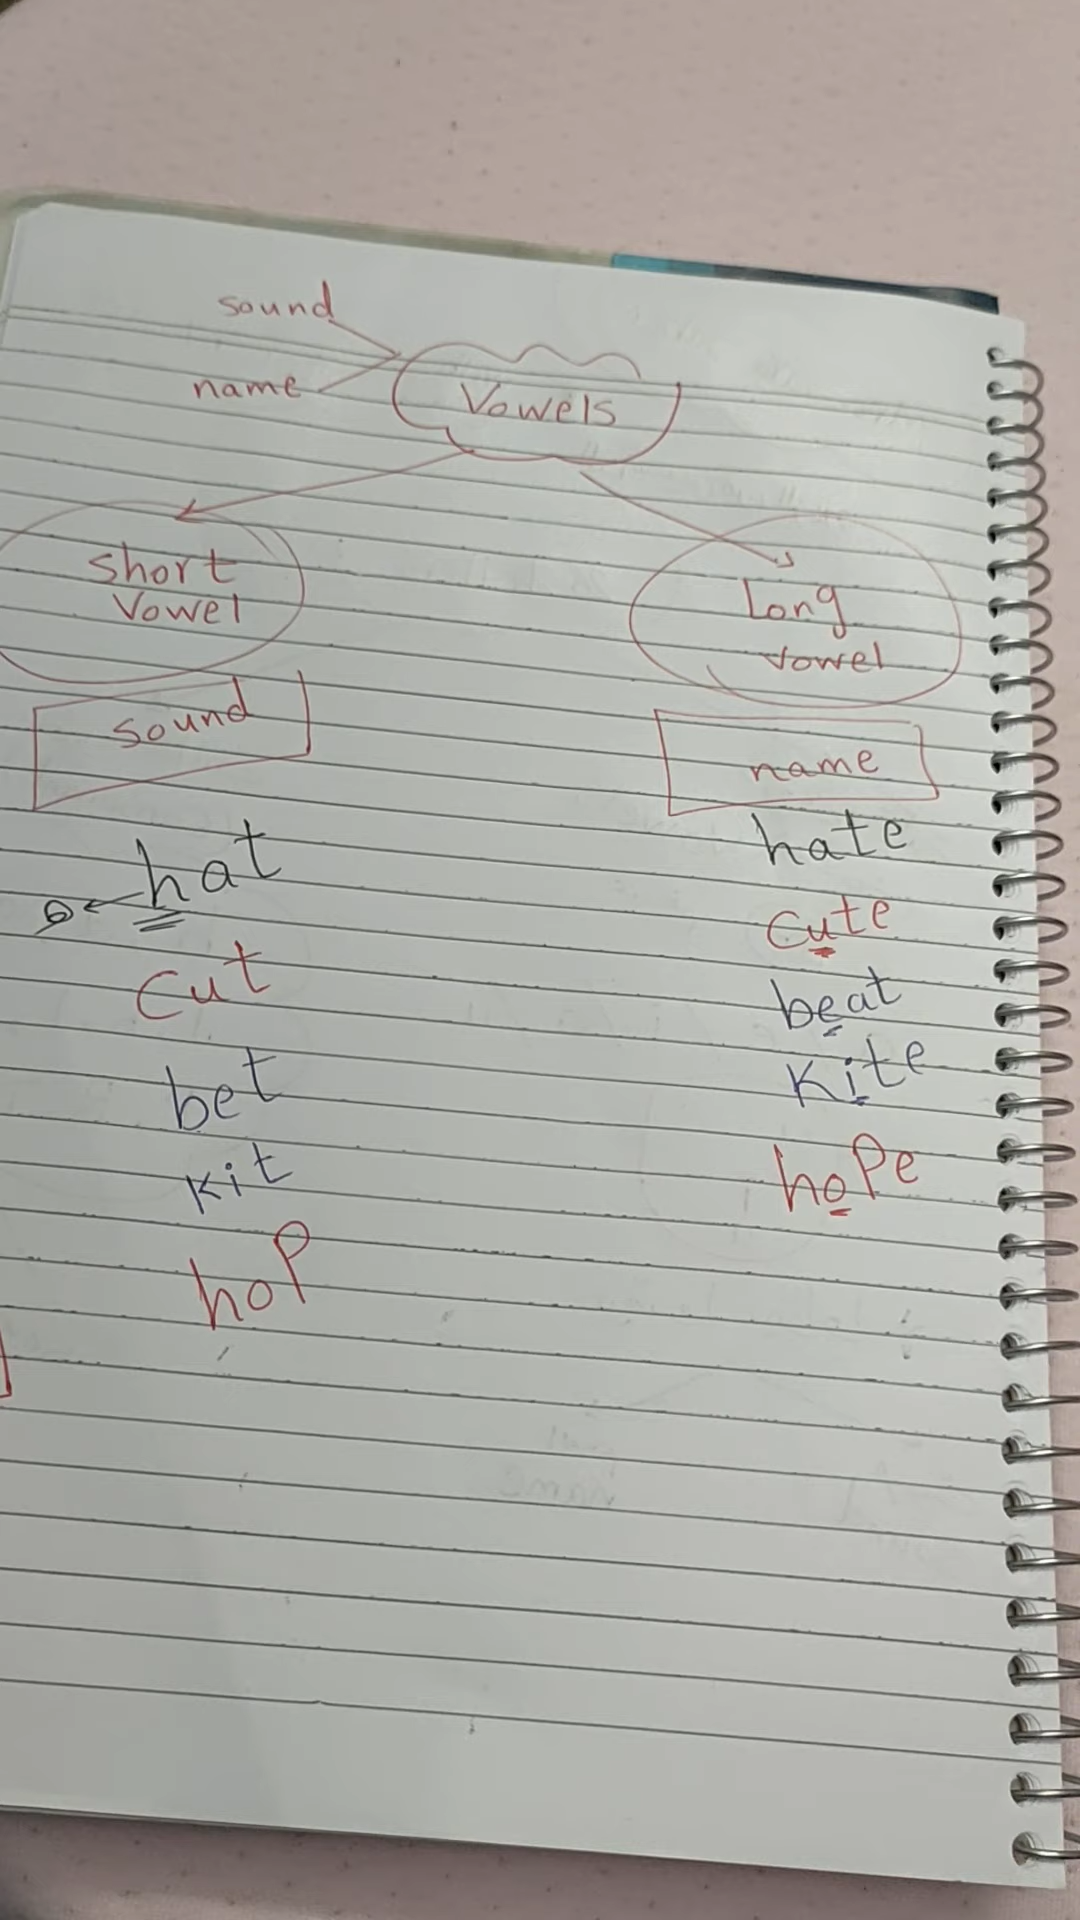 sound
name
Vowels
short
Vowel
Long
vowel
sound
name
hat
hate
cut
cute
bet
beat
kit
kite
hop
hope